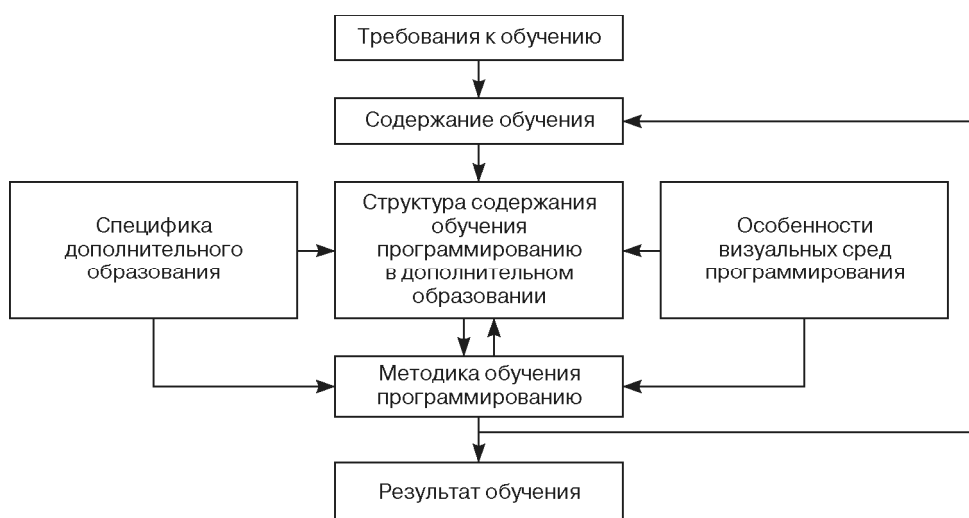 Требования к обучению
Содержание обучения
Специфика
дополнительного
образования
Структура содержания
обучения
программированию
в дополнительном
образовании
Особенности
визуальных сред
программирования
Методика обучения
программированию
Результат обучения